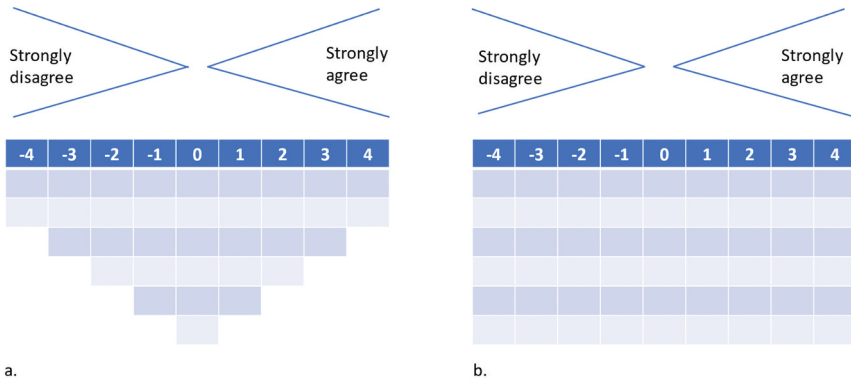 Strongly
disagree
Strongly
agree
-4 -3 -2 -1 0 1 2 3 4
a.
Strongly
disagree
Strongly
agree
-4 -3 -2 -1 0 1 2 3 4
b.